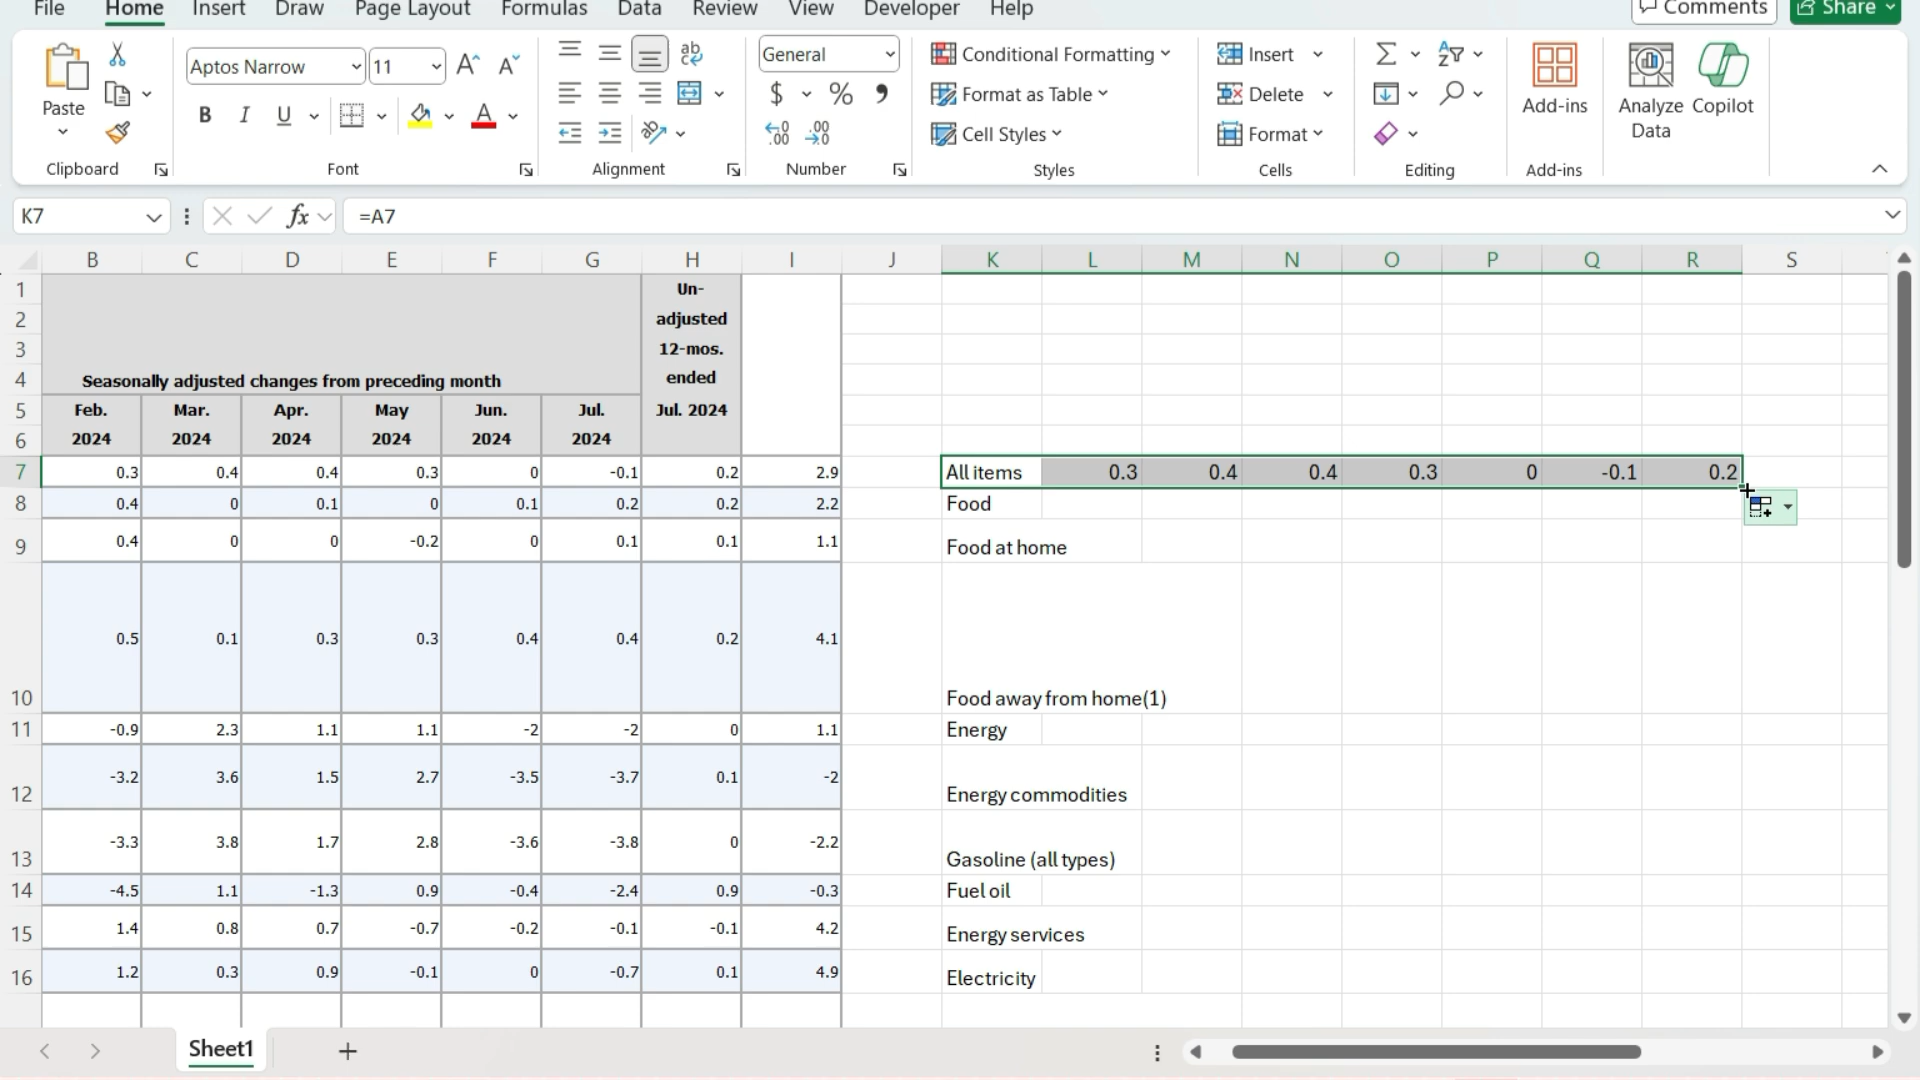 File Home Insert Draw Page Layout Formulas Data Review View Developer Help Comments Share
Aptos Narrow 11 General Conditional Formatting Insert
Paste Format as Table Delete Add-ins Analyze Data Copilot
B I U A $ % Cell Styles Format
Clipboard Font Alignment Number Styles Cells Editing Add-ins
K7 fx =A7
B C D E F G H I J K L M N O P Q R S
1 Un-
2 adjusted
3 12-mos.
4 Seasonally adjusted changes from preceding month ended
5 Feb. Mar. Apr. May Jun. Jul. Jul. 2024
6 2024 2024 2024 2024 2024 2024
7 0.3 0.4 0.4 0.3 0 -0.1 0.2 2.9 All items 0.3 0.4 0.4 0.3 0 -0.1 0.2
8 0.4 0 0.1 0 0.1 0.2 0.2 2.2 Food
9 0.4 0 0 -0.2 0 0.1 0.1 1.1 Food at home
10 0.5 0.1 0.3 0.3 0.4 0.4 0.2 4.1 Food away from home(1)
11 -0.9 2.3 1.1 1.1 -2 -2 0 1.1 Energy
12 -3.2 3.6 1.5 2.7 -3.5 -3.7 0.1 -2 Energy commodities
13 -3.3 3.8 1.7 2.8 -3.6 -3.8 0 -2.2 Gasoline (all types)
14 -4.5 1.1 -1.3 0.9 -0.4 -2.4 0.9 -0.3 Fuel oil
15 1.4 0.8 0.7 -0.7 -0.2 -0.1 -0.1 4.2 Energy services
16 1.2 0.3 0.9 -0.1 0 -0.7 0.1 4.9 Electricity
Sheet1